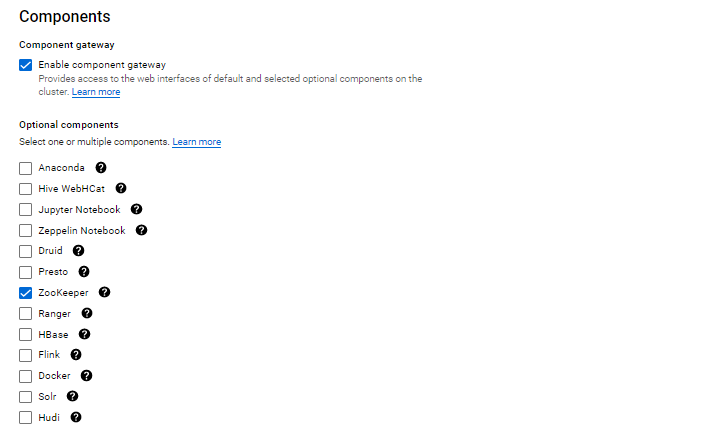 Components
Component gateway
Enable component gateway
Provides access to the web interfaces of default and selected optional components on the
cluster. Learn more
Optional components
Select one or multiple components. Learn more
Anaconda ?
Hive WebHCat ?
Jupyter Notebook ?
Zeppelin Notebook ?
Druid ?
Presto ?
ZooKeeper ?
Ranger ?
HBase ?
Flink ?
Docker ?
Solr ?
Hudi ?